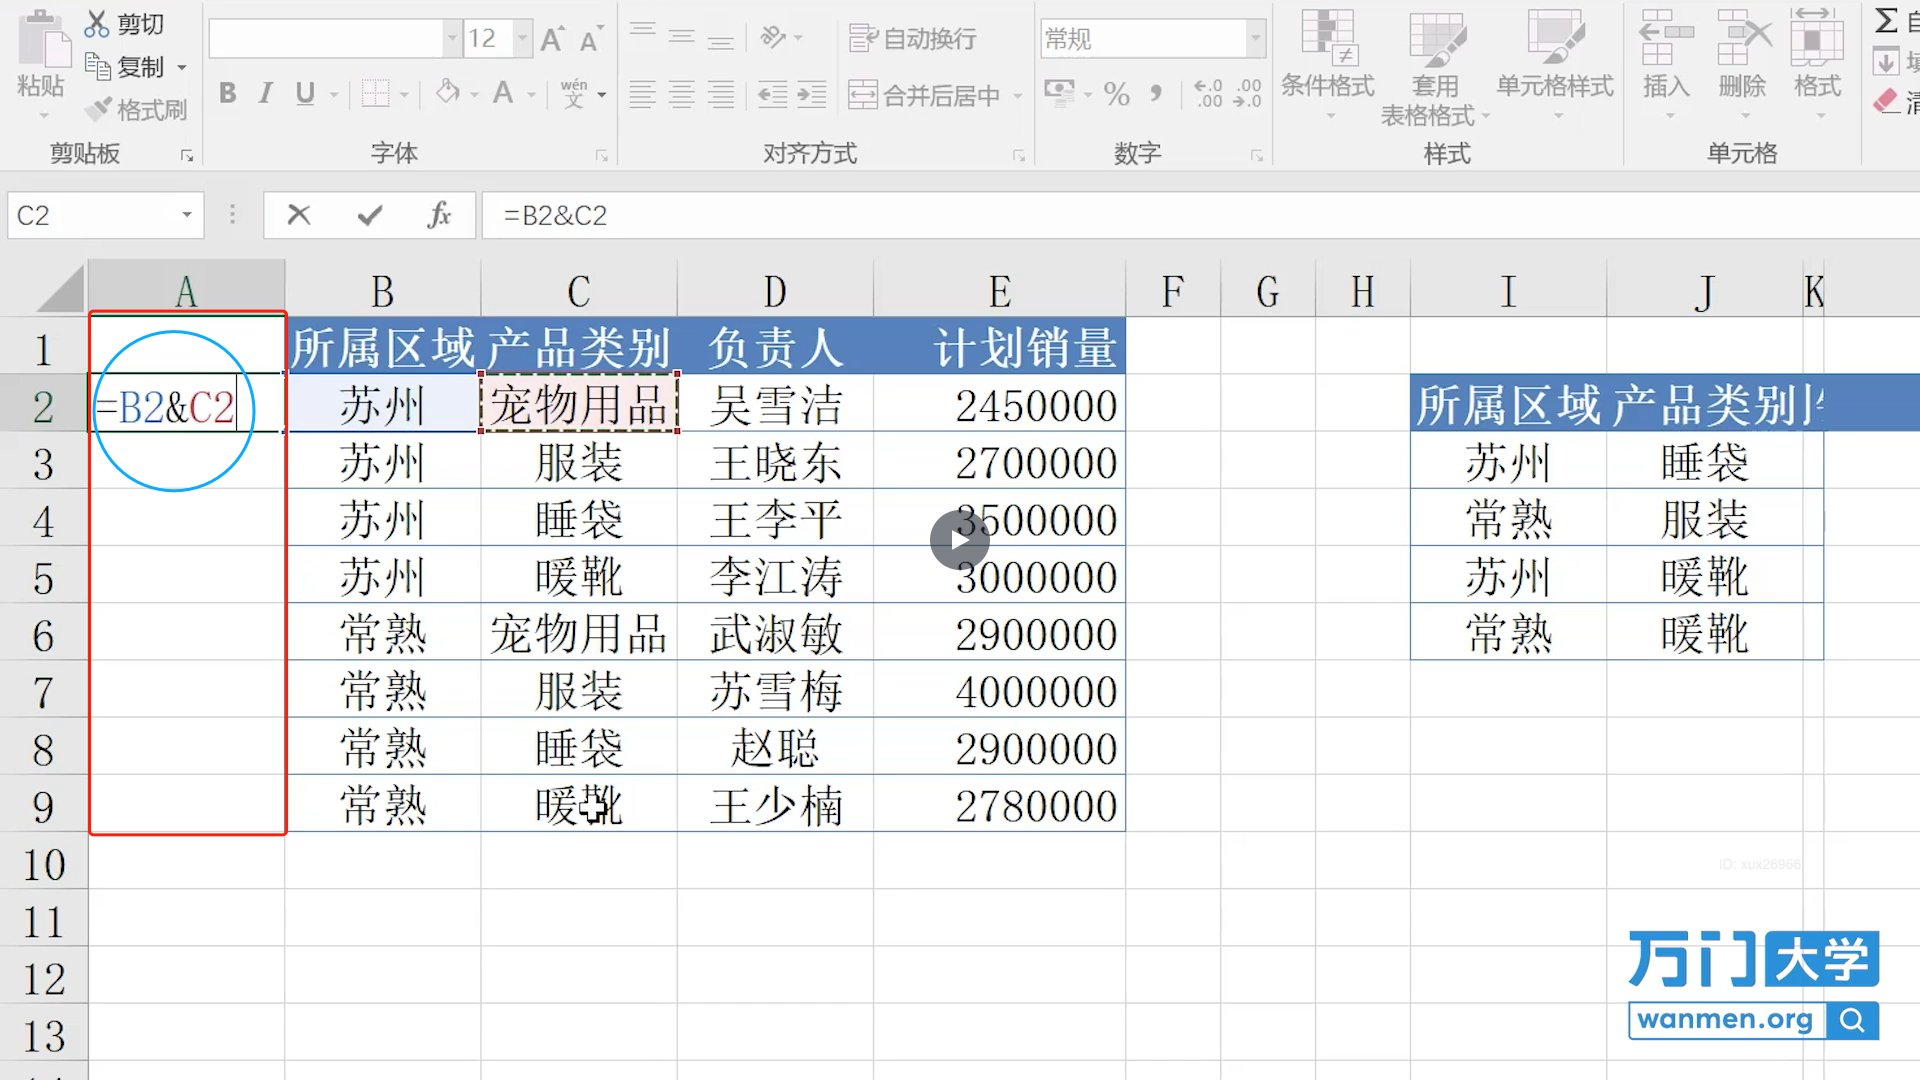 剪切
复制
格式刷
粘贴
剪贴板
12
B I U
wén
文
字体
自动换行
合并后居中
对齐方式
常规
数字
条件格式
套用
表格格式
单元格样式
样式
插入
删除
格式
单元格
C2
fx
=B2&C2
A B C D E F G H I J K
1 所属区域 产品类别 负责人 计划销量
2 =B2&C2 苏州 宠物用品 吴雪洁 2450000 所属区域 产品类别
3 苏州 服装 王晓东 2700000 苏州 睡袋
4 苏州 睡袋 王李平 3500000 常熟 服装
5 苏州 暖靴 李江涛 3000000 苏州 暖靴
6 常熟 宠物用品 武淑敏 2900000 常熟 暖靴
7 常熟 服装 苏雪梅 4000000
8 常熟 睡袋 赵聪 2900000
9 常熟 暖靴 王少楠 2780000
10
11
12
13
ID: xux26966
万门大学
wanmen.org